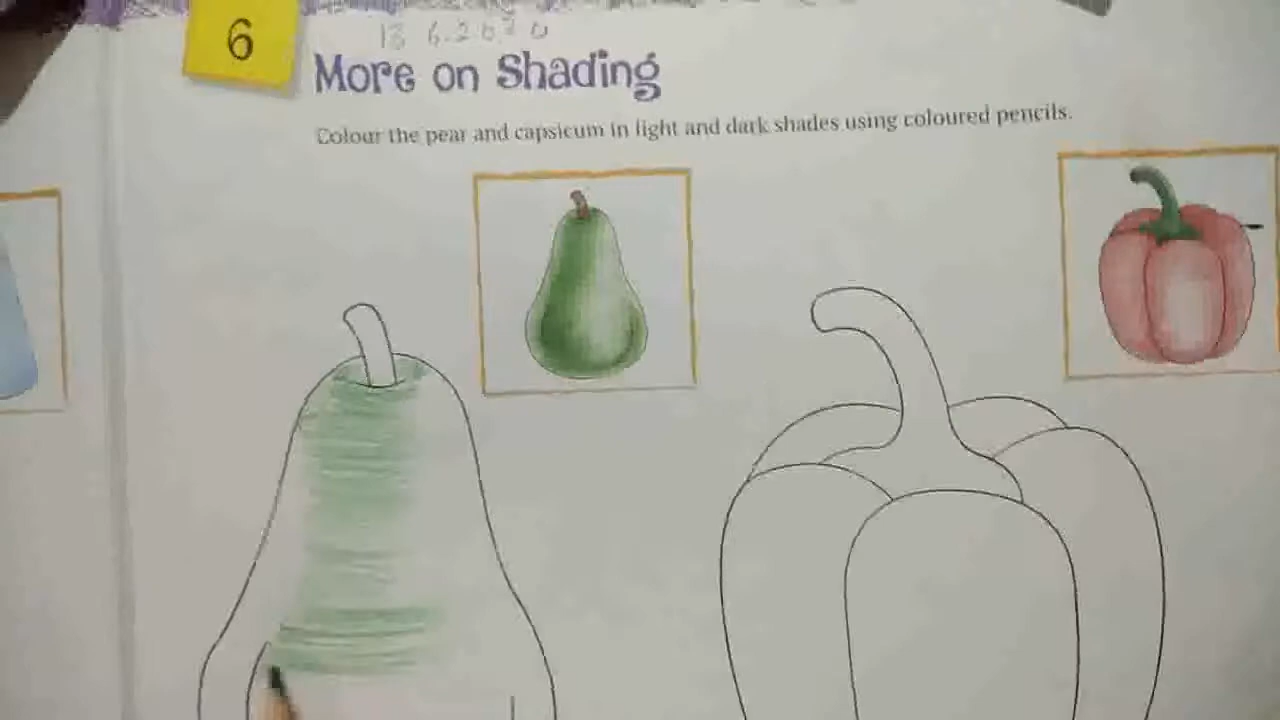 6
More on Shading
Colour the pear and capsicum in light and dark shades using coloured pencils.